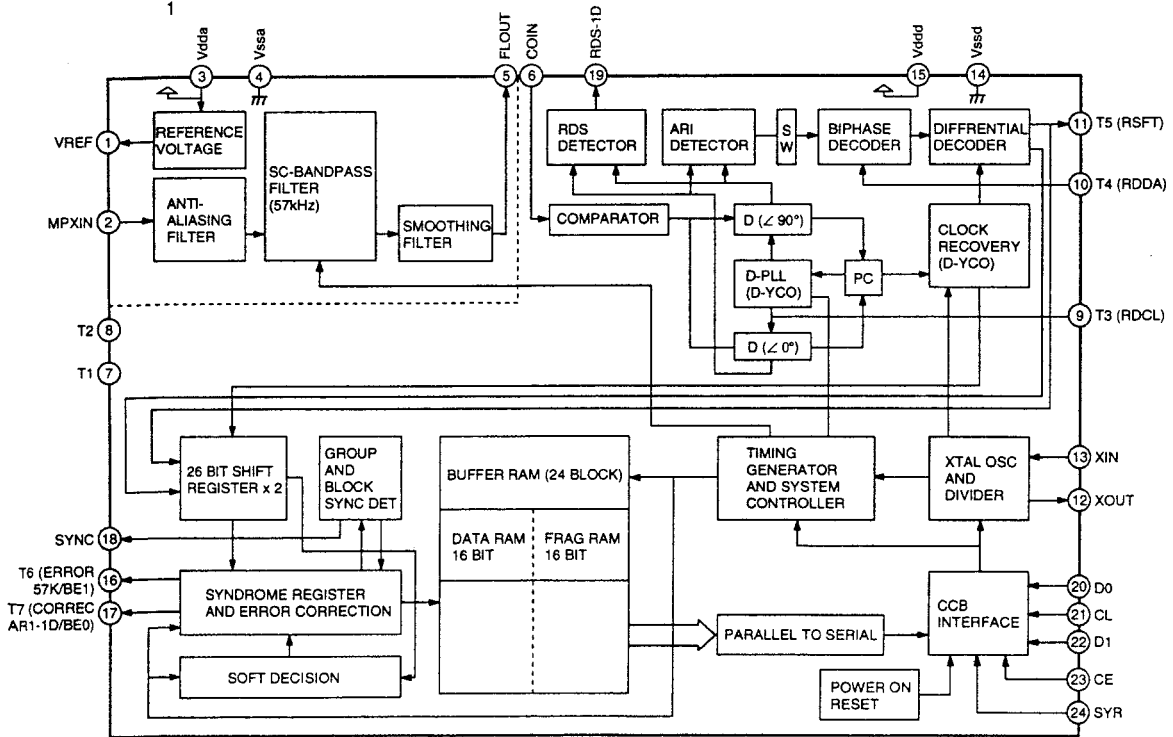 1
Vdda
Vssa
FLOUT
COIN
RDS-1D
Vddd
Vssd
3
4
5
6
19
15
14
VREF
1
REFERENCE
VOLTAGE
MPXIN
2
ANTI-
ALIASING
FILTER
SC-BANDPASS
FILTER
(57kHz)
SMOOTHING
FILTER
RDS
DETECTOR
ARI
DETECTOR
S
W
BIPHASE
DECODER
DIFFRENTIAL
DECODER
11
T5 (RSFT)
10
T4 (RDDA)
COMPARATOR
D (∠ 90°)
D-PLL
(D-YCO)
PC
CLOCK
RECOVERY
(D-YCO)
D (∠ 0°)
9
T3 (RDCL)
T2
8
T1
7
26 BIT SHIFT
REGISTER x 2
GROUP
AND
BLOCK
SYNC DET
BUFFER RAM (24 BLOCK)
DATA RAM
16 BIT
FRAG RAM
16 BIT
TIMING
GENERATOR
AND SYSTEM
CONTROLLER
XTAL OSC
AND
DIVIDER
13
XIN
12
XOUT
SYNC
18
T6 (ERROR
57K/BE1)
16
T7 (CORREC
AR1-1D/BE0)
17
SYNDROME REGISTER
AND ERROR CORRECTION
SOFT DECISION
PARALLEL TO SERIAL
CCB
INTERFACE
20
D0
21
CL
22
D1
23
CE
24
SYR
POWER ON
RESET